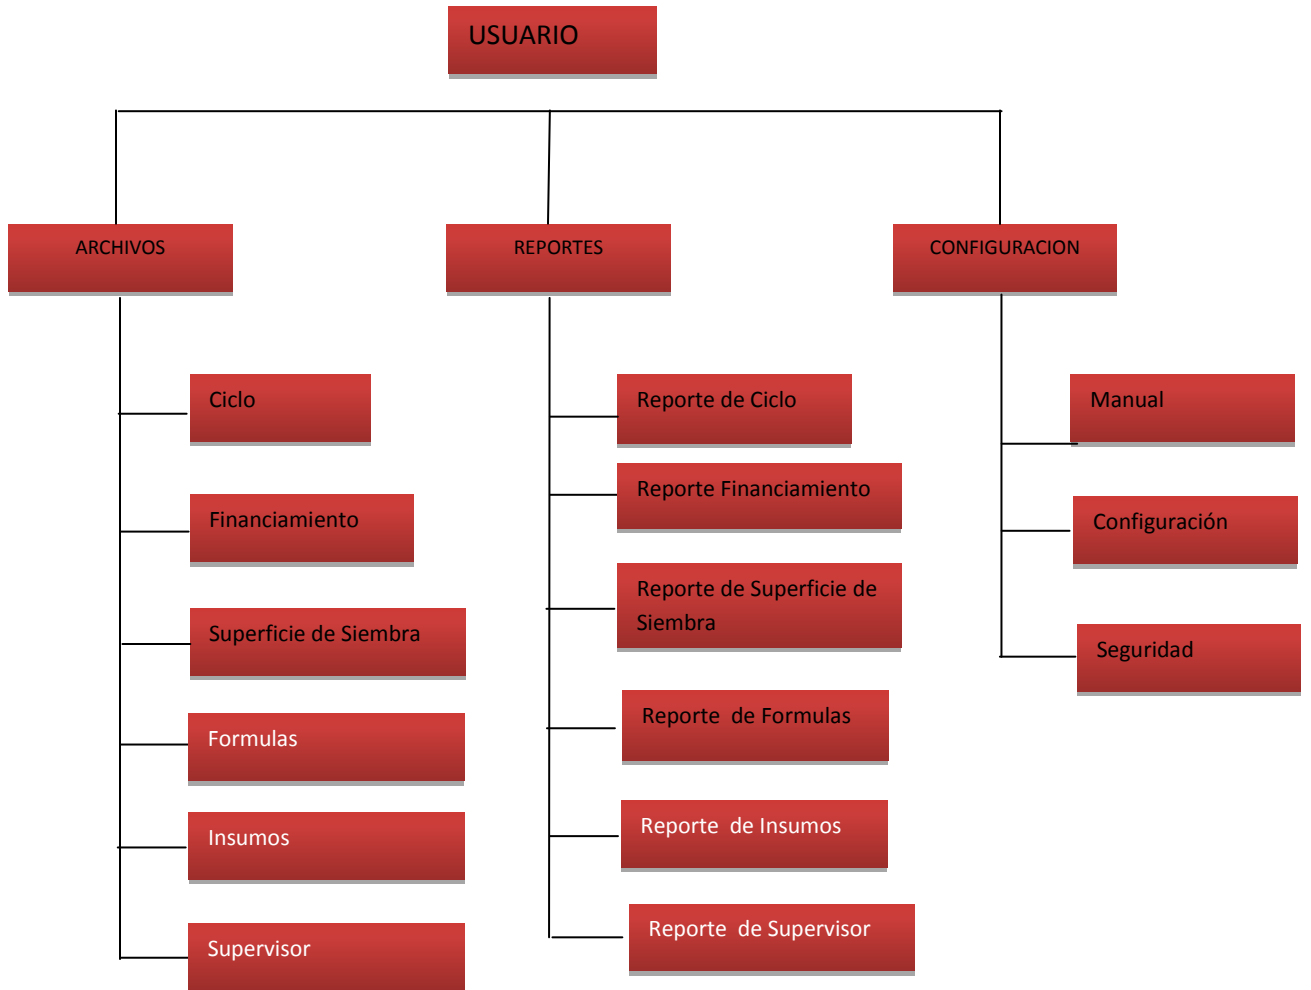 USUARIO
ARCHIVOS
REPORTES
CONFIGURACION
Ciclo
Financiamiento
Superficie de Siembra
Formulas
Insumos
Supervisor
Reporte de Ciclo
Reporte Financiamiento
Reporte de Superficie de
Siembra
Reporte  de Formulas
Reporte  de Insumos
Reporte  de Supervisor
Manual
Configuración
Seguridad